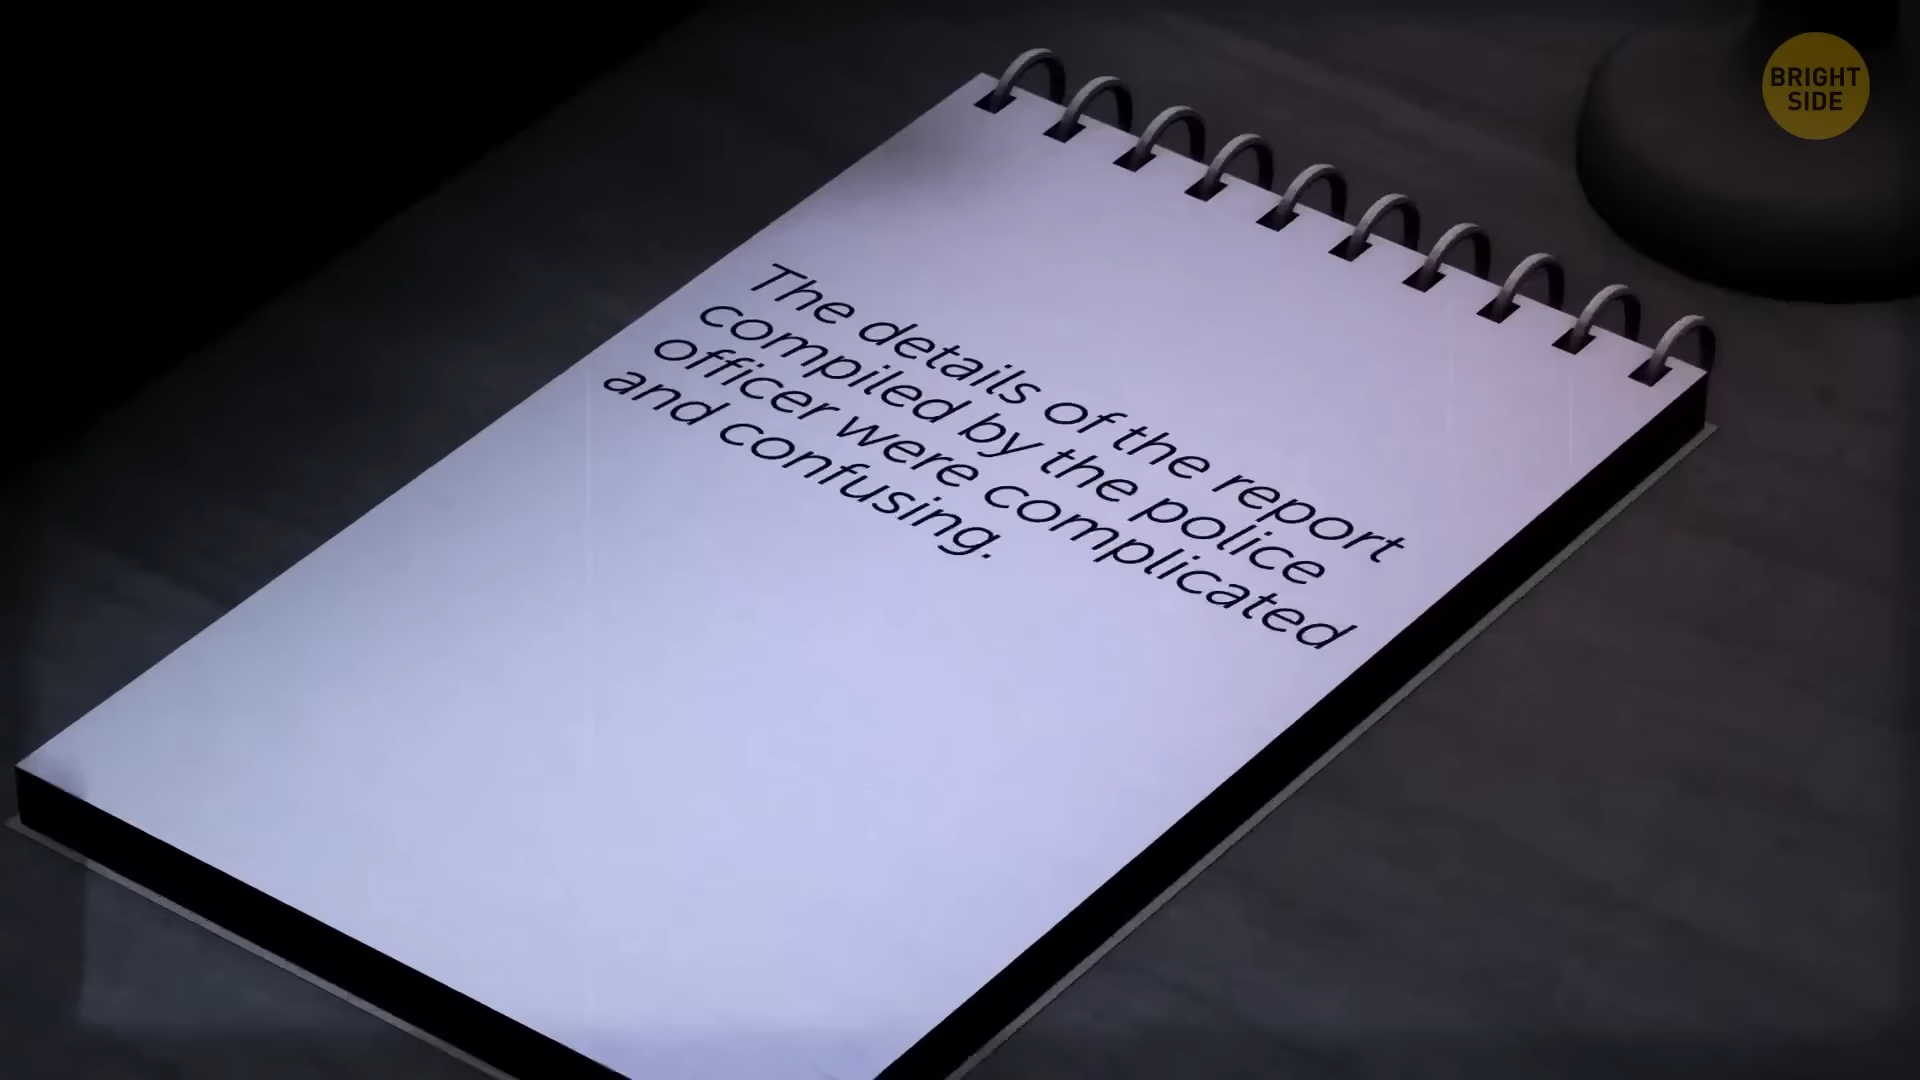 BRIGHT
SIDE
The details of the report
compiled by the police
officer were complicated
and confusing.